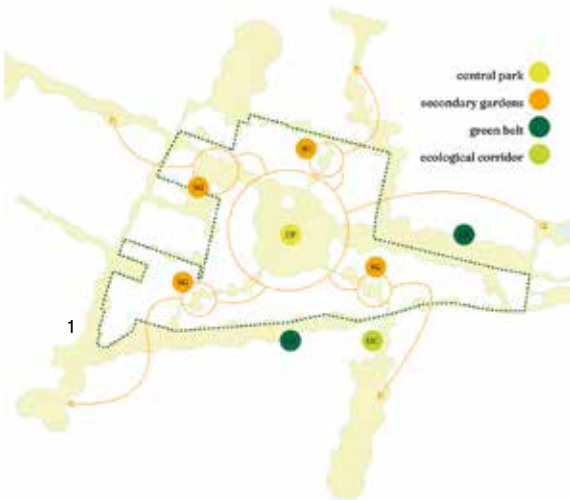 central park
secondary gardens
green belt
ecological corridor
SG
SG
CP
SG
SG
EC
1